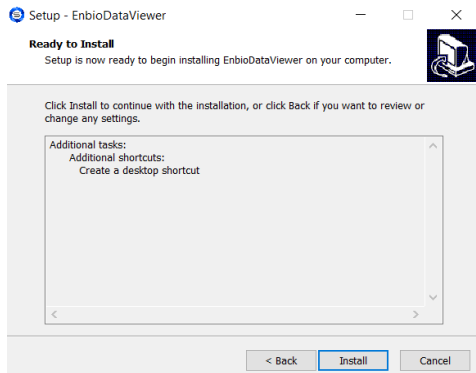 Setup - EnbioDataViewer
Ready to Install
Setup is now ready to begin installing EnbioDataViewer on your computer.
Click Install to continue with the installation, or click Back if you want to review or
change any settings.
Additional tasks:
Additional shortcuts:
Create a desktop shortcut
< Back
Install
Cancel